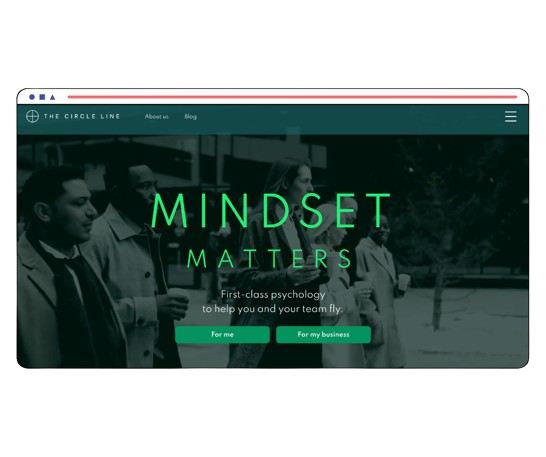 THE CIRCLE LINE
About us
Blog
MINDSET
MATTERS
First-class psychology
to help you and your team fly.
For me
For my business